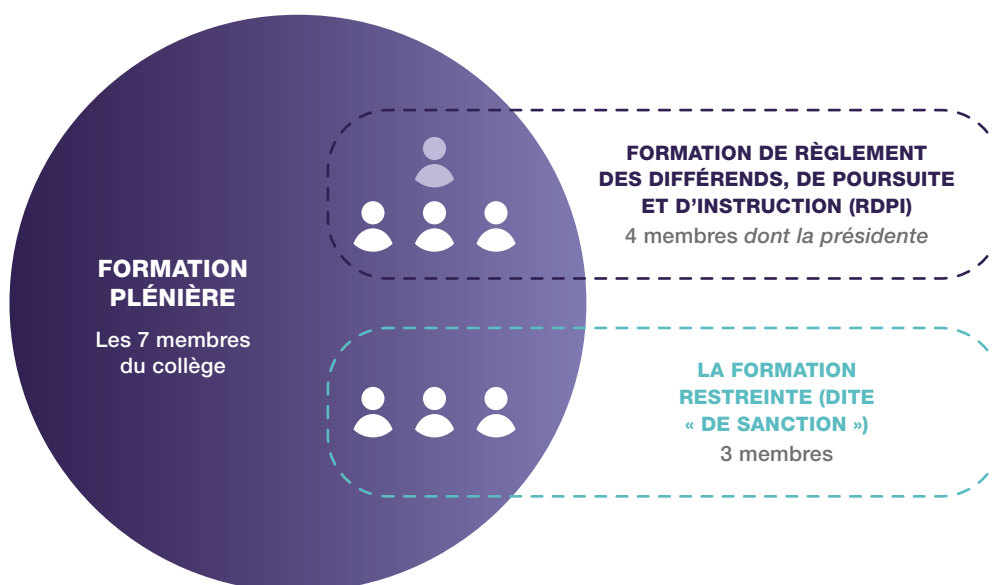 FORMATION
PLÉNIÈRE
Les 7 membres
du collège
FORMATION DE RÈGLEMENT
DES DIFFÉRENDS, DE POURSUITE
ET D’INSTRUCTION (RDPI)
4 membres dont la présidente
LA FORMATION
RESTREINTE (DITE
« DE SANCTION »)
3 membres